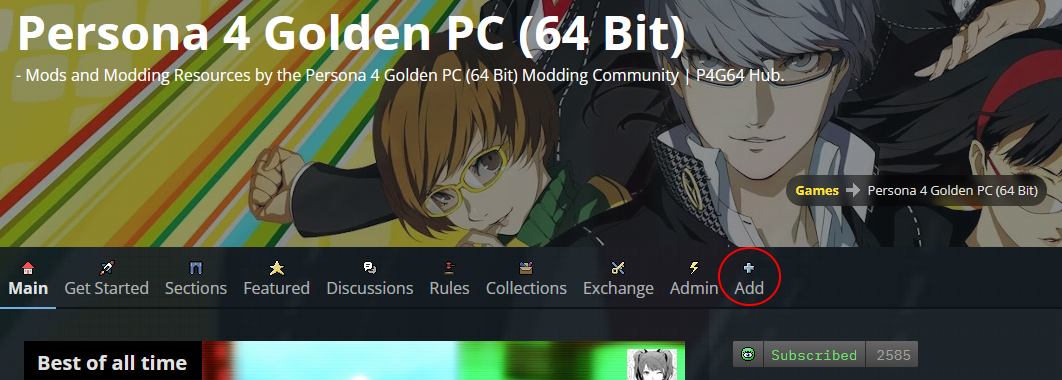 Persona 4 Golden PC (64 Bit)
- Mods and Modding Resources by the Persona 4 Golden PC (64 Bit) Modding Community | P4G64 Hub.
Games Persona 4 Golden PC (64 Bit)
Main Get Started Sections Featured Discussions Rules Collections Exchange Admin Add
Best of all time
Subscribed 2585